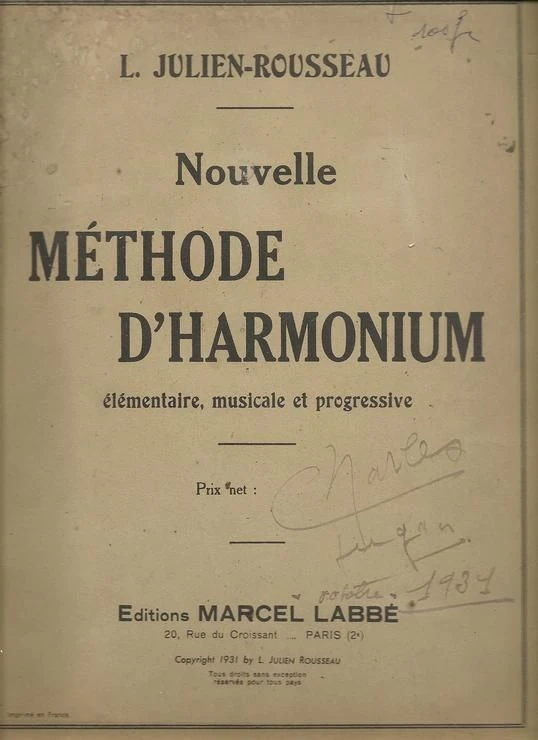 L. JULIEN-ROUSSEAU
Nouvelle
MÉTHODE
D'HARMONIUM
élémentaire, musicale et progressive
Prix net :
Charles
1931
Editions MARCEL LABBÉ
20, Rue du Croissant .... PARIS (2e)
Copyright 1931 by L. JULIEN ROUSSEAU
Tous droits sans exception
réservés pour tous pays
Imprimé en France